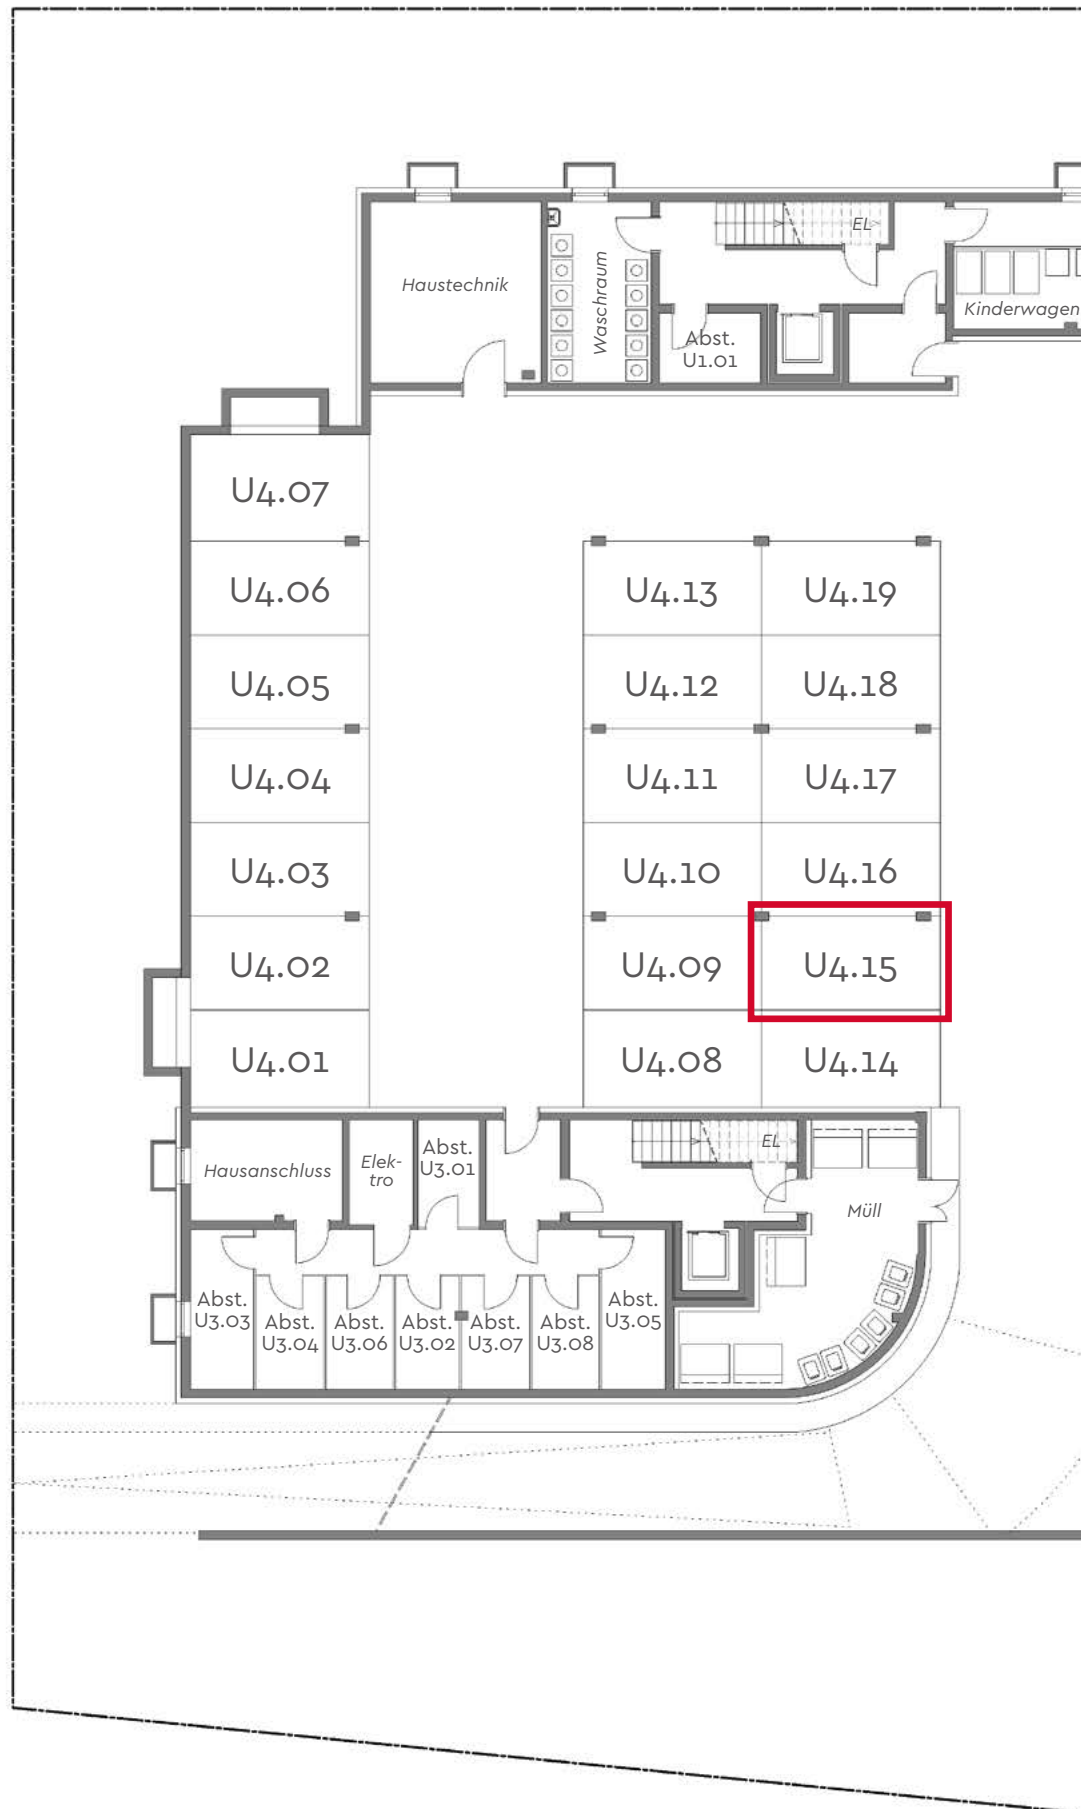 EL
Haustechnik
Waschraum
Kinderwagen
Abst.
U1.01
U4.07
U4.06
U4.13
U4.19
U4.05
U4.12
U4.18
U4.04
U4.11
U4.17
U4.03
U4.10
U4.16
U4.02
U4.09
U4.15
U4.01
U4.08
U4.14
Hausanschluss
Elek-
tro
Abst.
U3.01
EL
Müll
Abst.
U3.03
Abst.
U3.04
Abst.
U3.06
Abst.
U3.02
Abst.
U3.07
Abst.
U3.08
Abst.
U3.05